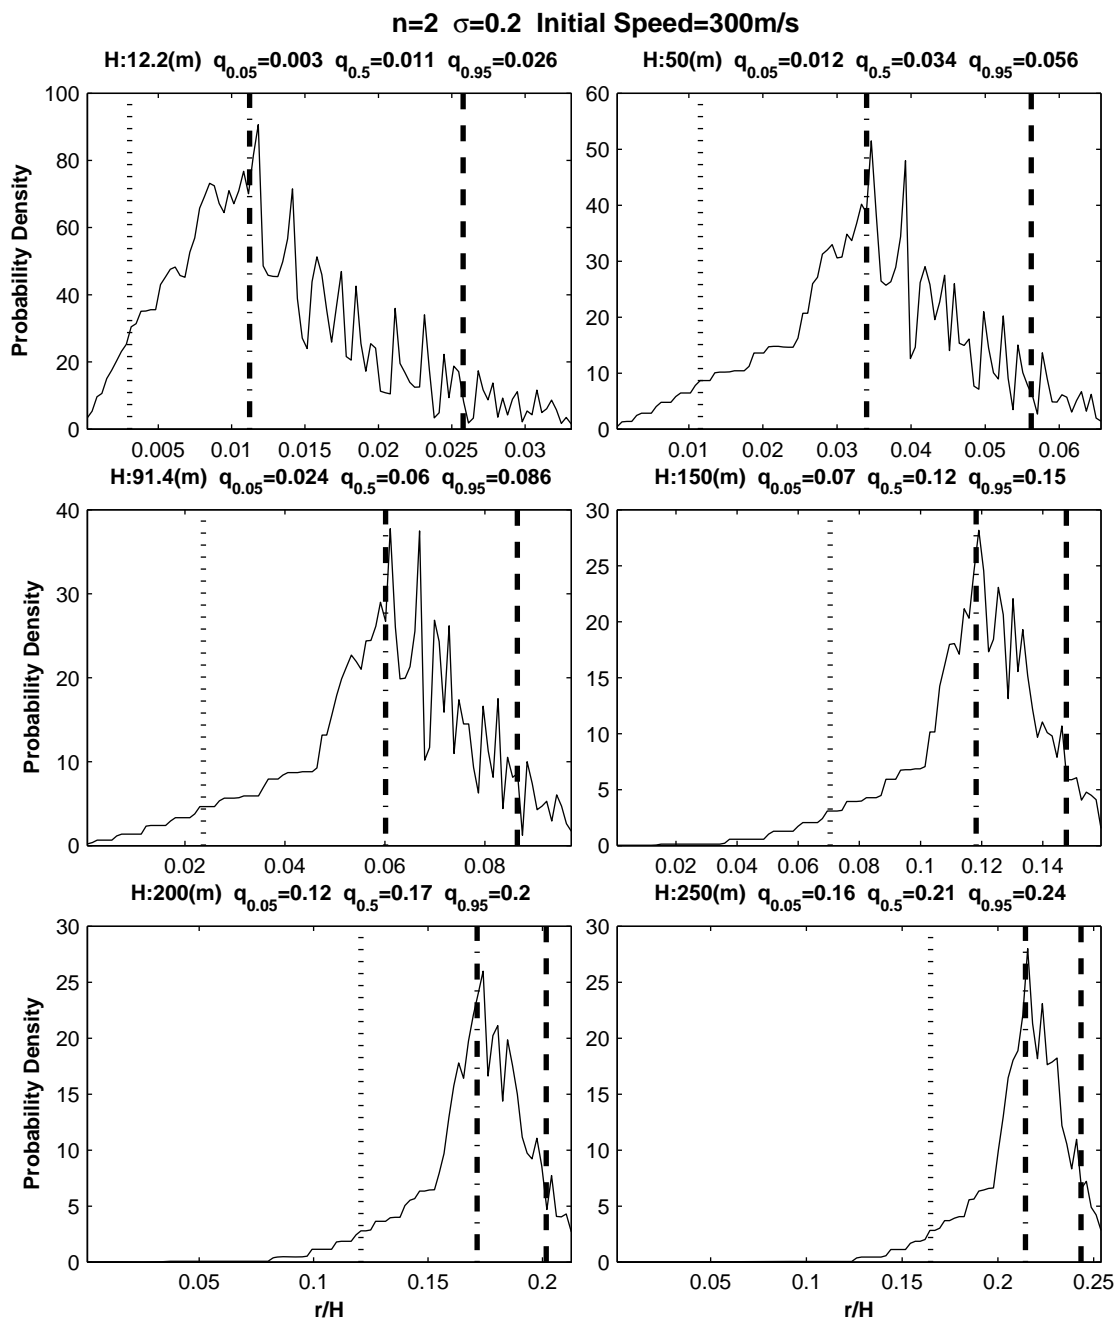 n=2 σ=0.2 Initial Speed=300m/s
H:12.2(m) q0.05=0.003 q0.5=0.011 q0.95=0.026
100
80
60
40
20
0
0.005 0.01 0.015 0.02 0.025 0.03
Probability Density
H:50(m) q0.05=0.012 q0.5=0.034 q0.95=0.056
60
50
40
30
20
10
0
0.01 0.02 0.03 0.04 0.05 0.06
H:91.4(m) q0.05=0.024 q0.5=0.06 q0.95=0.086
40
30
20
10
0
0.02 0.04 0.06 0.08
Probability Density
H:150(m) q0.05=0.07 q0.5=0.12 q0.95=0.15
30
25
20
15
10
5
0
0.02 0.04 0.06 0.08 0.1 0.12 0.14
H:200(m) q0.05=0.12 q0.5=0.17 q0.95=0.2
30
25
20
15
10
5
0
0.05 0.1 0.15 0.2
Probability Density
r/H
H:250(m) q0.05=0.16 q0.5=0.21 q0.95=0.24
30
25
20
15
10
5
0
0.05 0.1 0.15 0.2 0.25
r/H